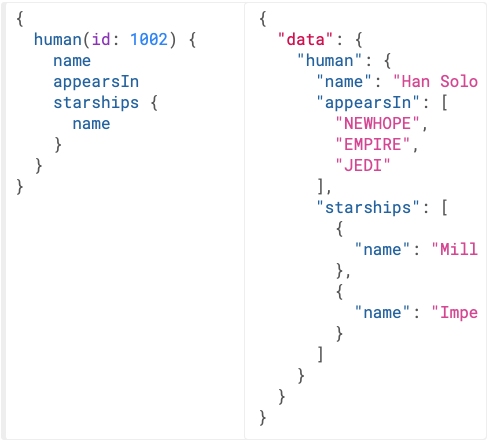 {
  human(id: 1002) {
    name
    appearsIn
    starships {
      name
    }
  }
}
{
  "data": {
    "human": {
      "name": "Han Solo
      "appearsIn": [
        "NEWHOPE",
        "EMPIRE",
        "JEDI"
      ],
      "starships": [
        {
          "name": "Mill
        },
        {
          "name": "Impe
        }
      ]
    }
  }
}